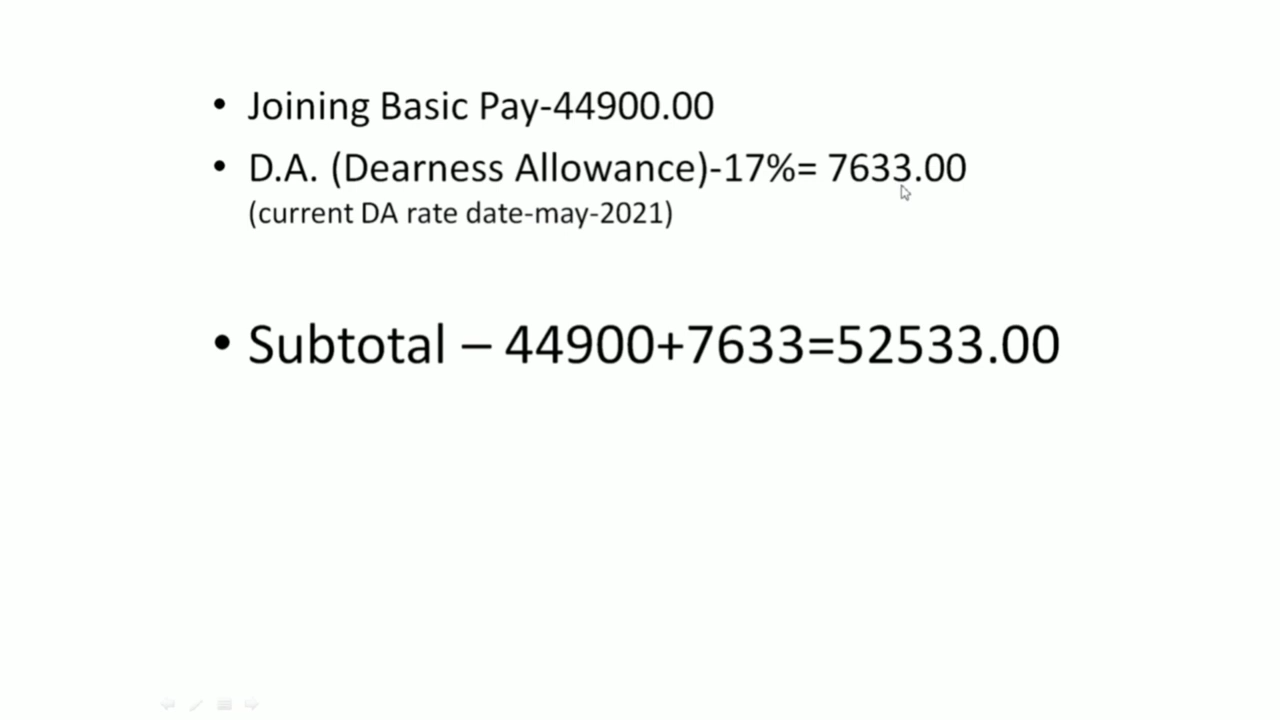 • Joining Basic Pay-44900.00
• D.A. (Dearness Allowance)-17%= 7633.00
(current DA rate date-may-2021)
• Subtotal – 44900+7633=52533.00